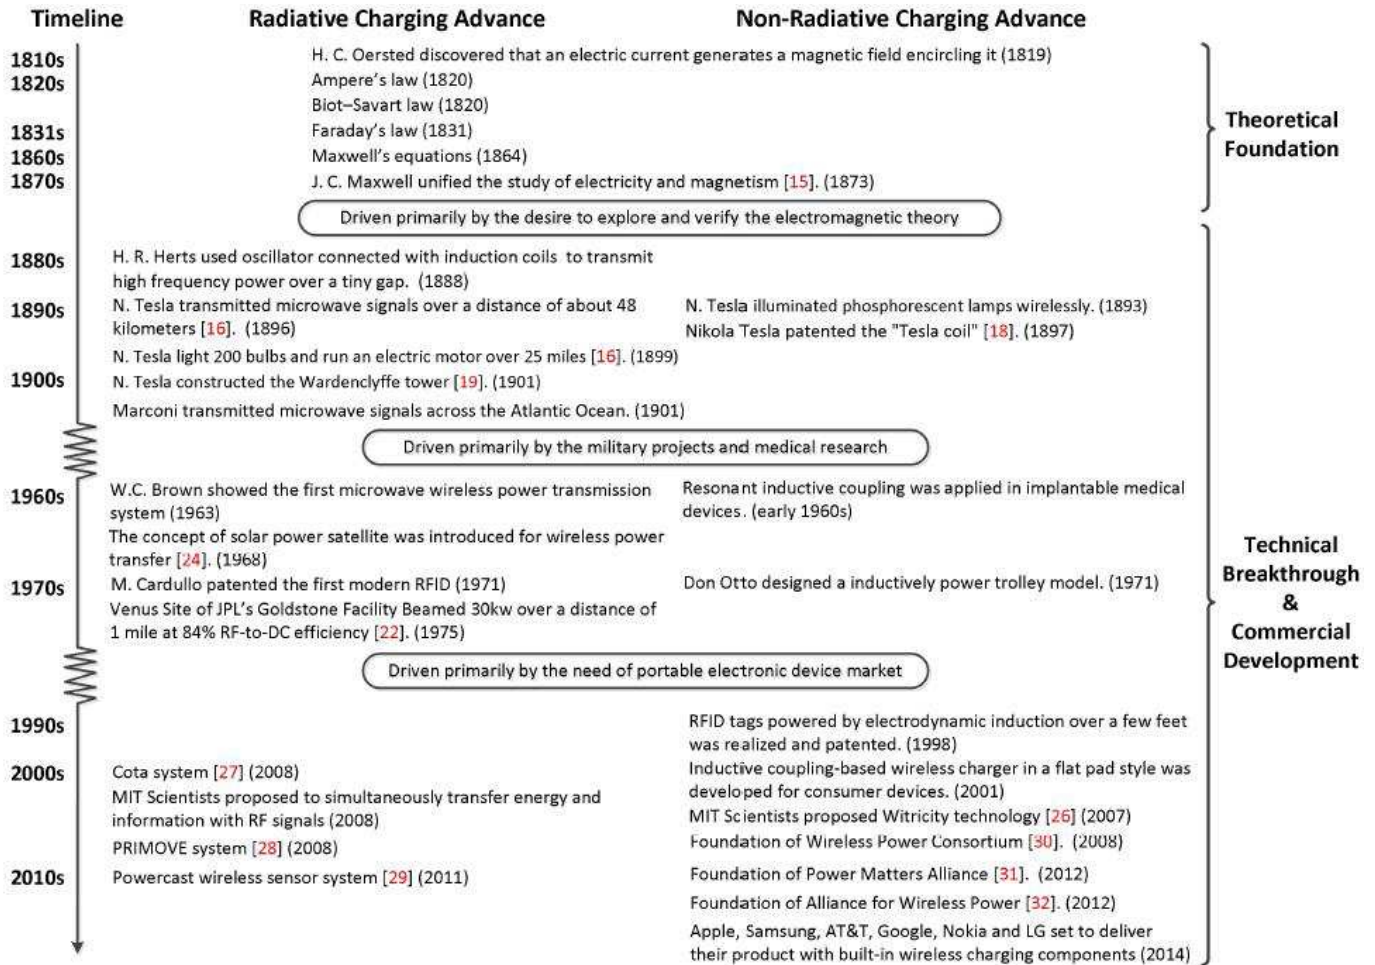 Timeline
Radiative Charging Advance
Non-Radiative Charging Advance
1810s
H. C. Oersted discovered that an electric current generates a magnetic field encircling it (1819)
1820s
Ampere's law (1820)
Biot–Savart law (1820)
1831s
Faraday's law (1831)
1860s
Maxwell's equations (1864)
1870s
J. C. Maxwell unified the study of electricity and magnetism [15]. (1873)
Theoretical
Foundation
Driven primarily by the desire to explore and verify the electromagnetic theory
1880s
H. R. Herts used oscillator connected with induction coils to transmit
high frequency power over a tiny gap. (1888)
1890s
N. Tesla transmitted microwave signals over a distance of about 48
kilometers [16]. (1896)
N. Tesla illuminated phosphorescent lamps wirelessly. (1893)
Nikola Tesla patented the "Tesla coil" [18]. (1897)
N. Tesla light 200 bulbs and run an electric motor over 25 miles [16]. (1899)
1900s
N. Tesla constructed the Wardenclyffe tower [19]. (1901)
Marconi transmitted microwave signals across the Atlantic Ocean. (1901)
Driven primarily by the military projects and medical research
1960s
W.C. Brown showed the first microwave wireless power transmission
system (1963)
Resonant inductive coupling was applied in implantable medical
devices. (early 1960s)
The concept of solar power satellite was introduced for wireless power
transfer [24]. (1968)
1970s
M. Cardullo patented the first modern RFID (1971)
Don Otto designed a inductively power trolley model. (1971)
Venus Site of JPL's Goldstone Facility Beamed 30kw over a distance of
1 mile at 84% RF-to-DC efficiency [22]. (1975)
Technical
Breakthrough
&
Commercial
Development
Driven primarily by the need of portable electronic device market
1990s
RFID tags powered by electrodynamic induction over a few feet
was realized and patented. (1998)
2000s
Cota system [27] (2008)
MIT Scientists proposed to simultaneously transfer energy and
information with RF signals (2008)
PRIMOVE system [28] (2008)
Inductive coupling-based wireless charger in a flat pad style was
developed for consumer devices. (2001)
MIT Scientists proposed Witricity technology [26] (2007)
Foundation of Wireless Power Consortium [30]. (2008)
2010s
Powercast wireless sensor system [29] (2011)
Foundation of Power Matters Alliance [31]. (2012)
Foundation of Alliance for Wireless Power [32]. (2012)
Apple, Samsung, AT&T, Google, Nokia and LG set to deliver
their product with built-in wireless charging components (2014)